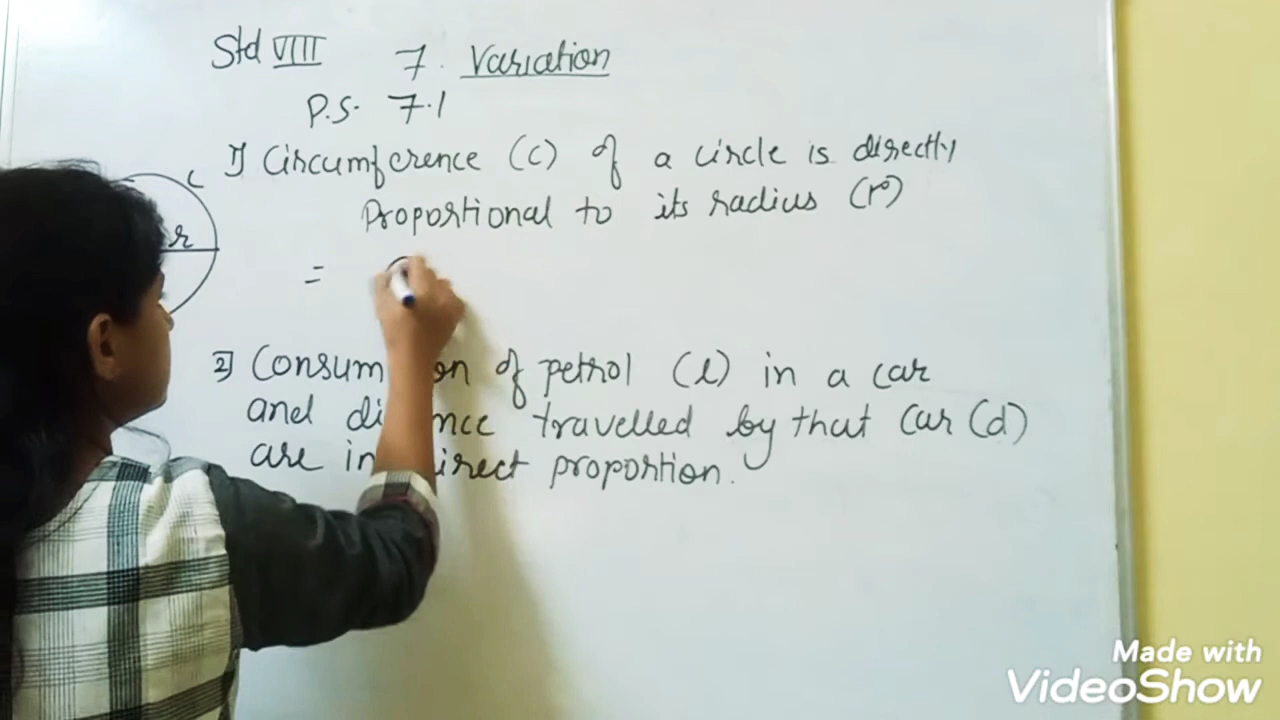 Std VIII 7. Variation
P.S. 7.1
1] Circumference (c) of a circle is directly
Proportional to its radius (r)
c
r
=
2] Consum on of petrol (l) in a car
and di nce travelled by that car (d)
are in irect proportion.
Made with
VideoShow